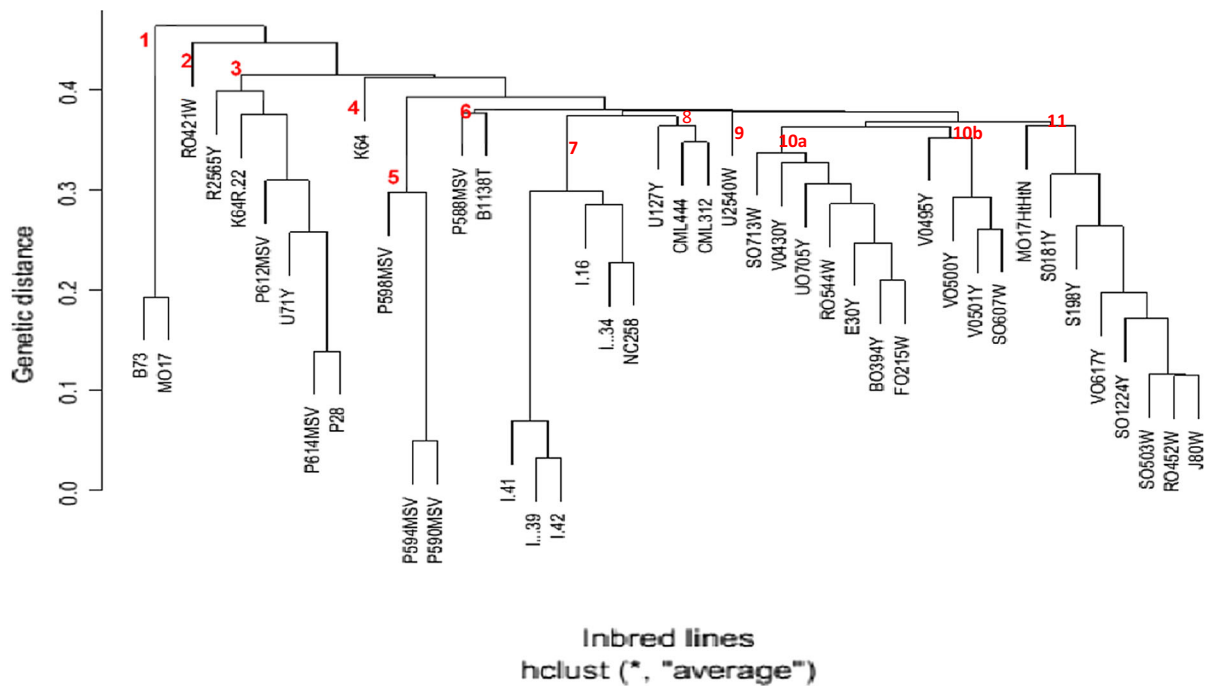 1
2
3
4
5
6
7
8
9
10a
10b
11
Genetic distance
0.4
0.3
0.2
0.1
0.0
B73
MO17
RO421W
R2565Y
K64R.22
P612MSV
U71Y
P614MSV
P28
K64
P598MSV
P594MSV
P590MSV
P588MSV
B1138T
I.41
I...39
I.42
I.16
I...34
NC258
U127Y
CML444
CML312
U2540W
SO713W
V0430Y
UO705Y
RO544W
E30Y
BO394Y
FO215W
V0495Y
VO500Y
V0501Y
SO607W
MO17HtHtN
S0181Y
S198Y
VO617Y
SO1224Y
SO503W
RO452W
J80W
Inbred lines
hclust (*, "average")